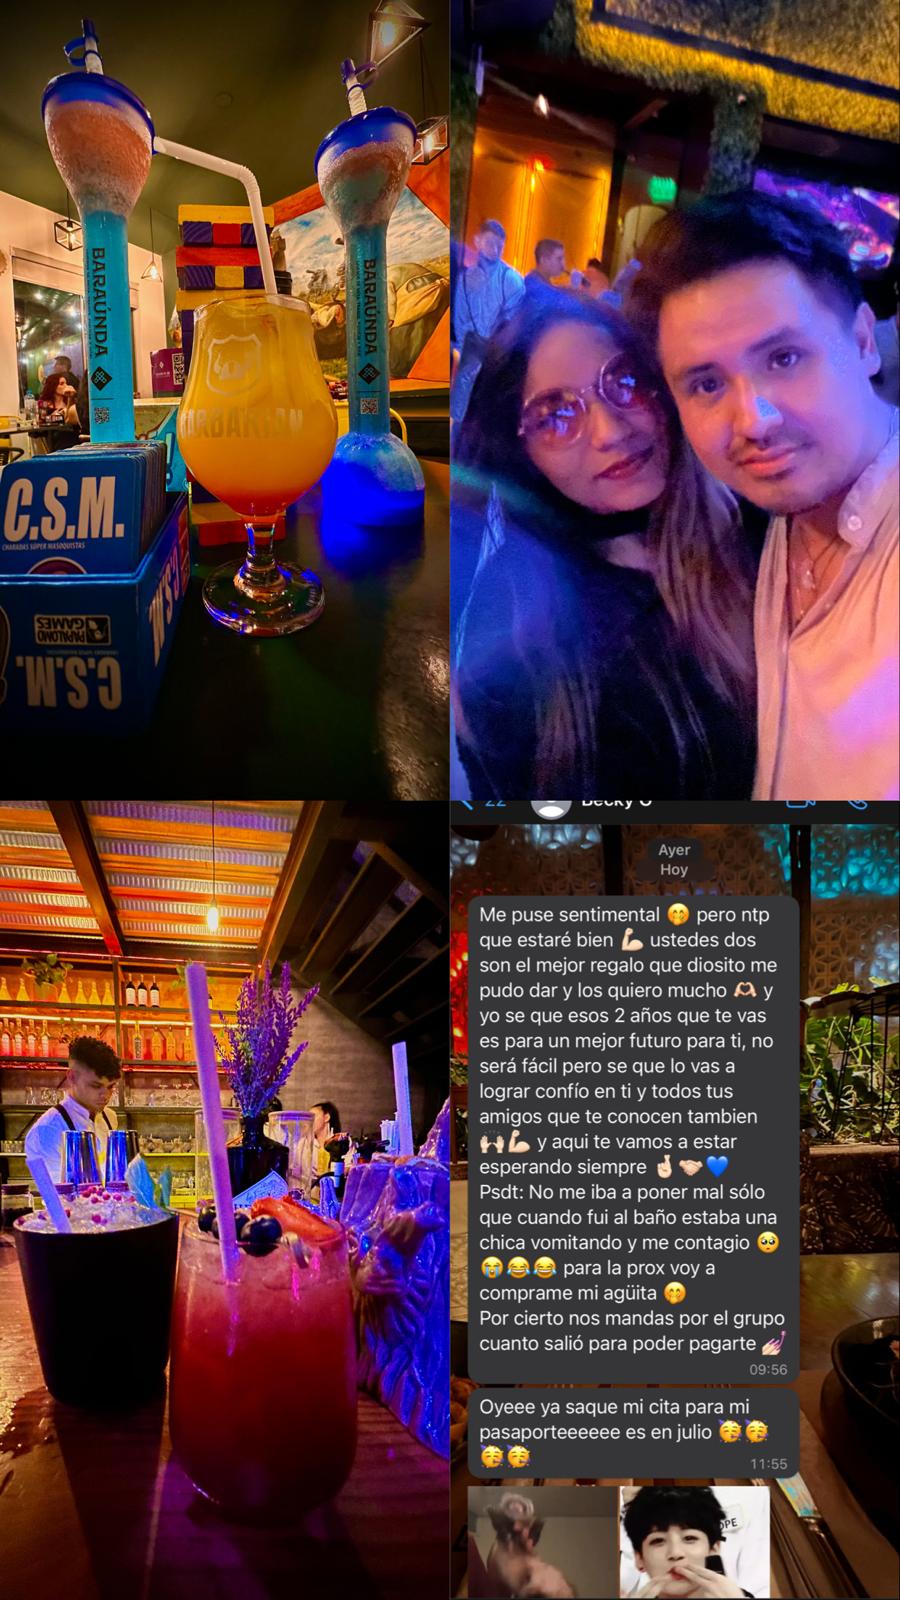 BARAÚNDA
BARAÚNDA
BARBARIAN
C.S.M.
CHARADAS SÚPER MASOQUISTAS
C.S.M.
PAPALOMO
GAMES
C.S.M.
22
Becky G
Ayer
Hoy
Me puse sentimental 🤭 pero ntp
que estaré bien 💪🏻 ustedes dos
son el mejor regalo que diosito me
pudo dar y los quiero mucho 🫶🏻 y
yo se que esos 2 años que te vas
es para un mejor futuro para ti, no
será fácil pero se que lo vas a
lograr confío en ti y todos tus
amigos que te conocen tambien
🙌🏻💪🏻 y aqui te vamos a estar
esperando siempre 🤞🏻🤝🏻💙
Psdt: No me iba a poner mal sólo
que cuando fui al baño estaba una
chica vomitando y me contagio 🥺
😭😂😂 para la prox voy a
comprame mi agüita 🤭
Por cierto nos mandas por el grupo
cuanto salió para poder pagarte 💅🏻
09:56
Oyeee ya saque mi cita para mi
pasaporteeeeee es en julio 🥳🥳
🥳🥳
11:55
OPE